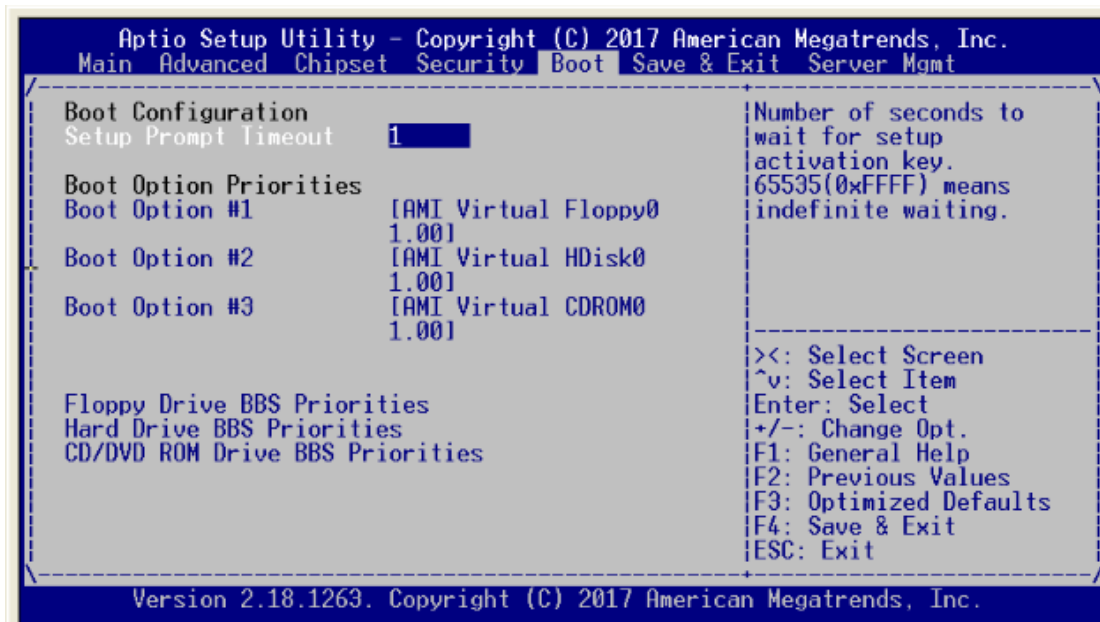 Aptio Setup Utility - Copyright (C) 2017 American Megatrends, Inc.
Main Advanced Chipset Security Boot Save & Exit Server Mgmt
Boot Configuration
Setup Prompt Timeout 1
Boot Option Priorities
Boot Option #1 [AMI Virtual Floppy0
1.00]
Boot Option #2 [AMI Virtual HDisk0
1.00]
Boot Option #3 [AMI Virtual CDROM0
1.00]
Floppy Drive BBS Priorities
Hard Drive BBS Priorities
CD/DVD ROM Drive BBS Priorities
Number of seconds to
wait for setup
activation key.
65535(0xFFFF) means
indefinite waiting.
><: Select Screen
^v: Select Item
Enter: Select
+/-: Change Opt.
F1: General Help
F2: Previous Values
F3: Optimized Defaults
F4: Save & Exit
ESC: Exit
Version 2.18.1263. Copyright (C) 2017 American Megatrends, Inc.